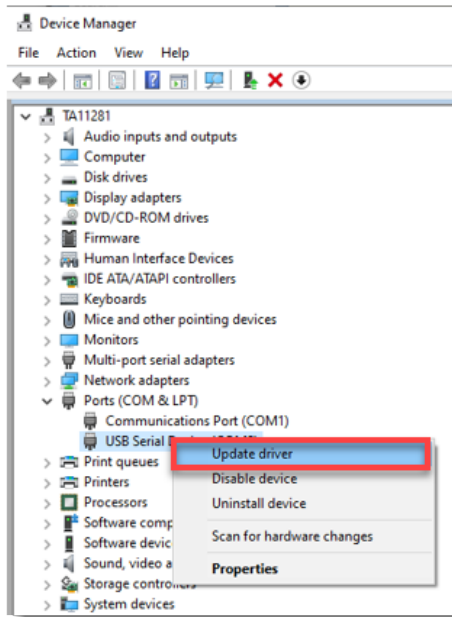 Device Manager
File Action View Help
TA11281
Audio inputs and outputs
Computer
Disk drives
Display adapters
DVD/CD-ROM drives
Firmware
Human Interface Devices
IDE ATA/ATAPI controllers
Keyboards
Mice and other pointing devices
Monitors
Multi-port serial adapters
Network adapters
Ports (COM & LPT)
Communications Port (COM1)
USB Serial
Print queues
Printers
Processors
Software comp
Software devic
Sound, video a
Storage controllers
System devices
Update driver
Disable device
Uninstall device
Scan for hardware changes
Properties